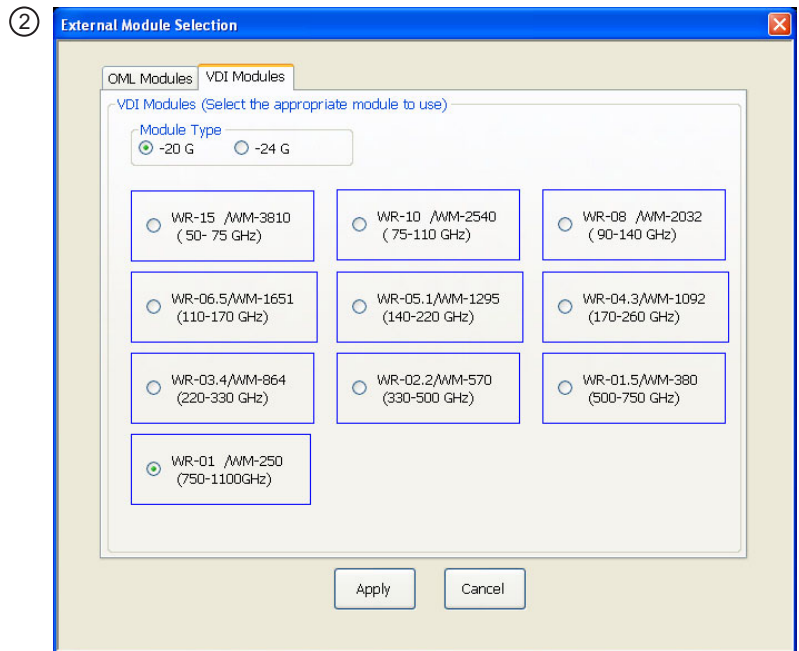 ②
External Module Selection
OML Modules VDI Modules
VDI Modules (Select the appropriate module to use)
Module Type
-20 G -24 G
WR-15 /WM-3810
( 50- 75 GHz)
WR-10 /WM-2540
( 75-110 GHz)
WR-08 /WM-2032
( 90-140 GHz)
WR-06.5/WM-1651
(110-170 GHz)
WR-05.1/WM-1295
(140-220 GHz)
WR-04.3/WM-1092
(170-260 GHz)
WR-03.4/WM-864
(220-330 GHz)
WR-02.2/WM-570
(330-500 GHz)
WR-01.5/WM-380
(500-750 GHz)
WR-01 /WM-250
(750-1100GHz)
Apply Cancel